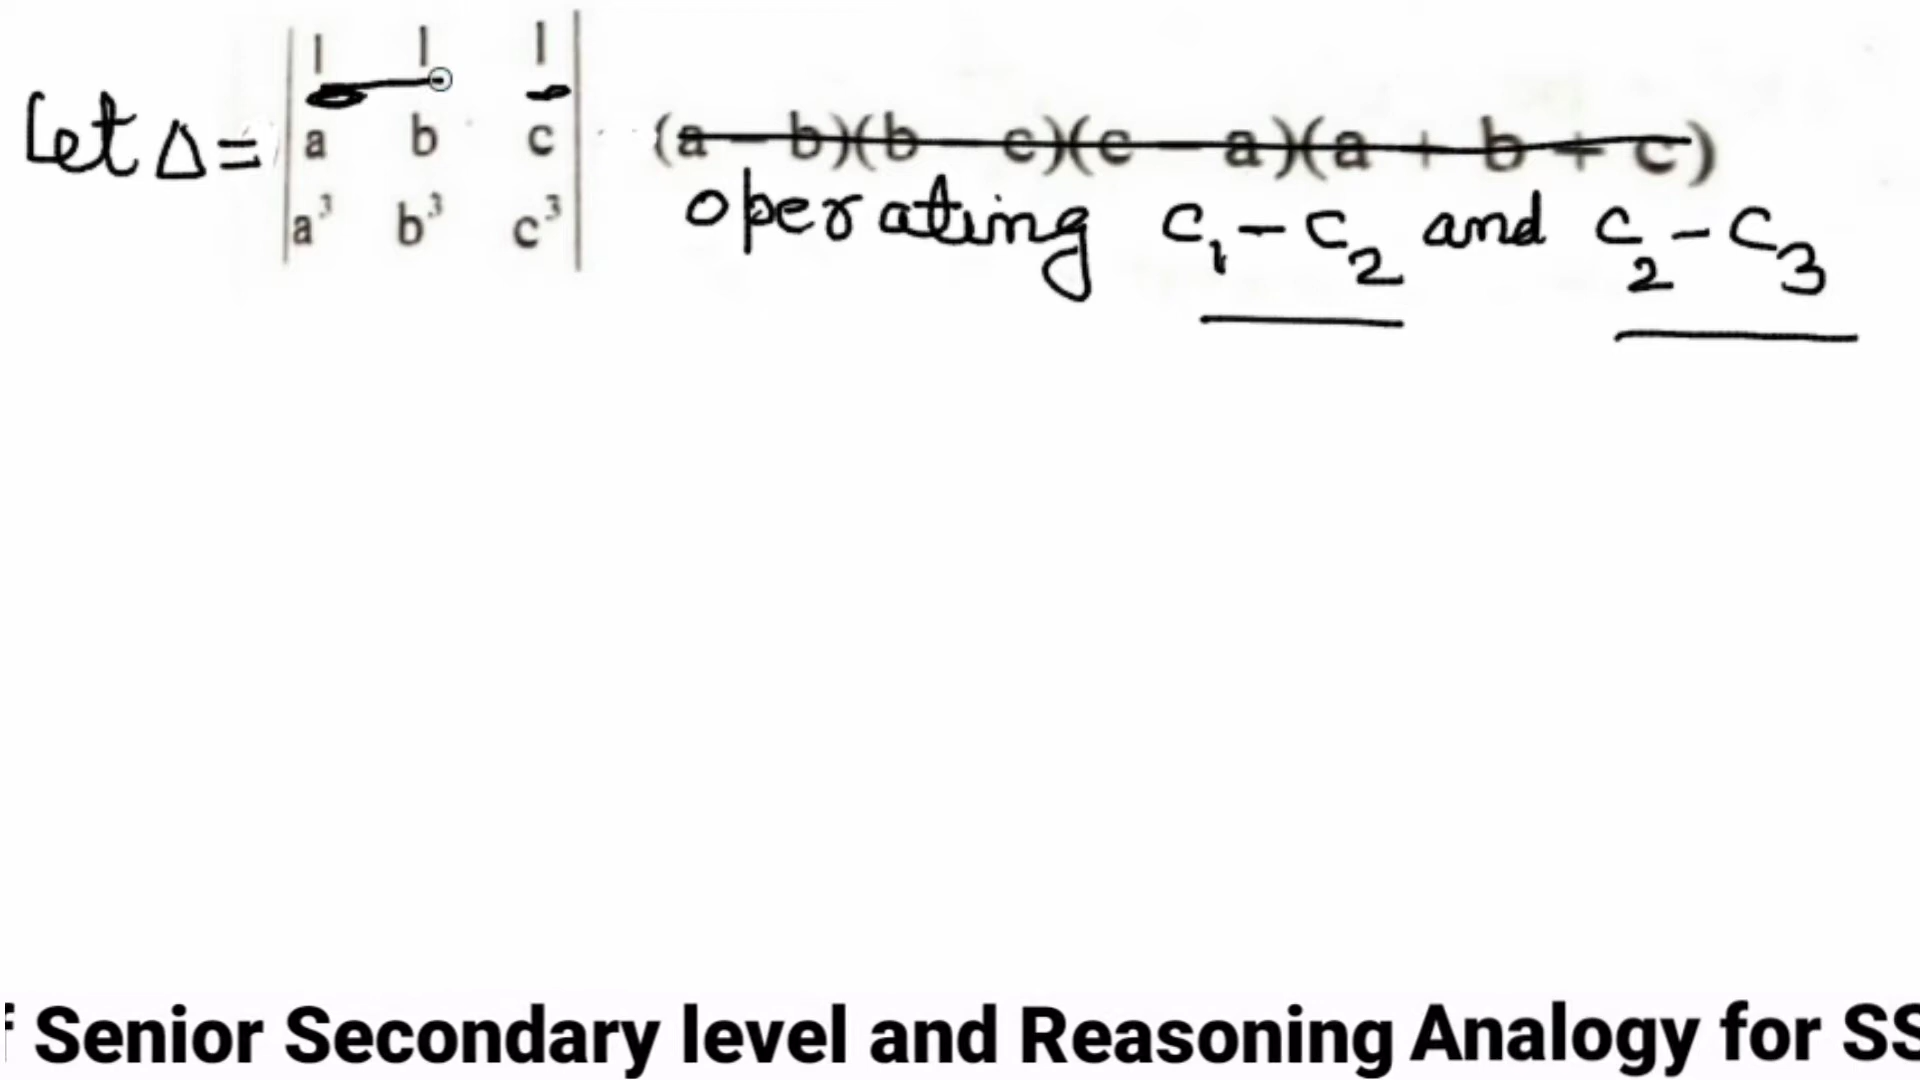 Let Δ = | 1 1 1 | (a - b)(b - c)(c - a)(a + b + c)
| a b c |
| a³ b³ c³ | operating C₁-C₂ and C₂-C₃
Senior Secondary level and Reasoning Analogy for SS